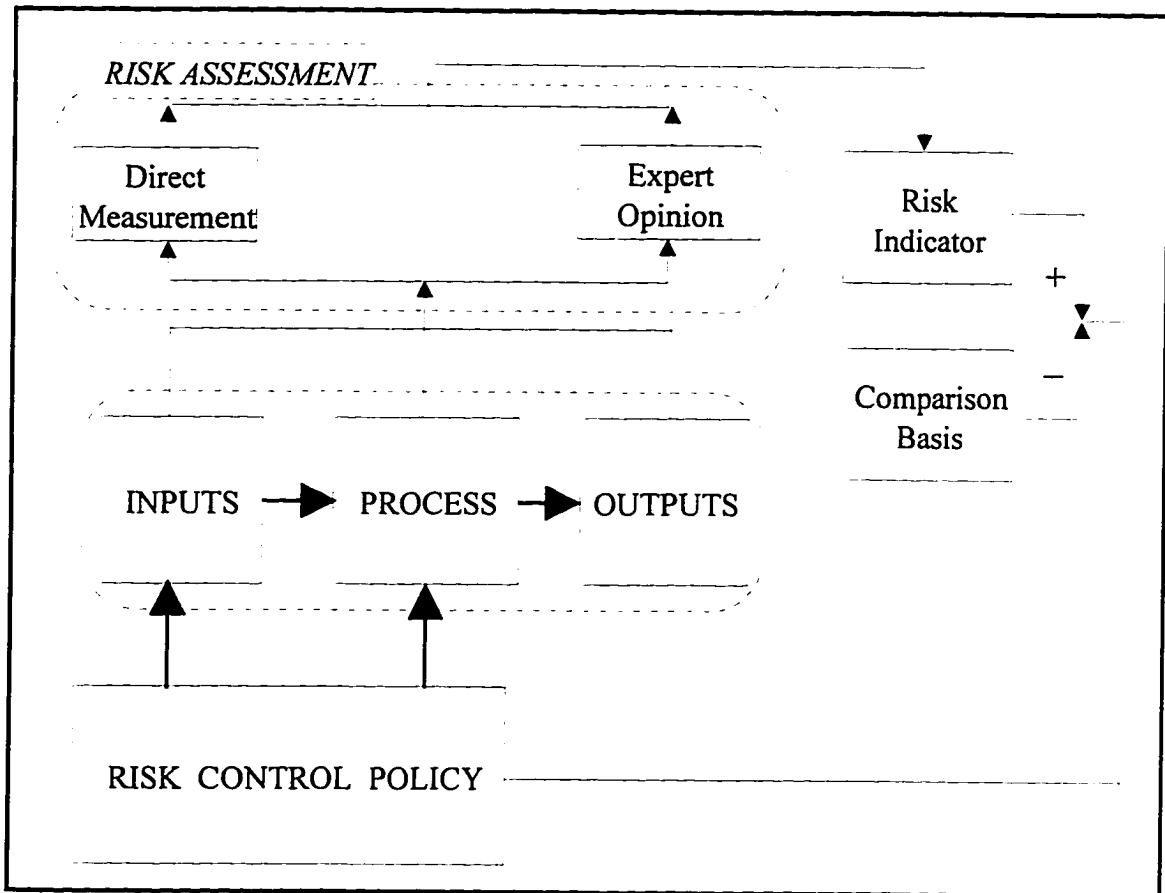 RISK ASSESSMENT
Direct
Measurement
Expert
Opinion
Risk
Indicator
+
−
Comparison
Basis
INPUTS
PROCESS
OUTPUTS
RISK CONTROL POLICY